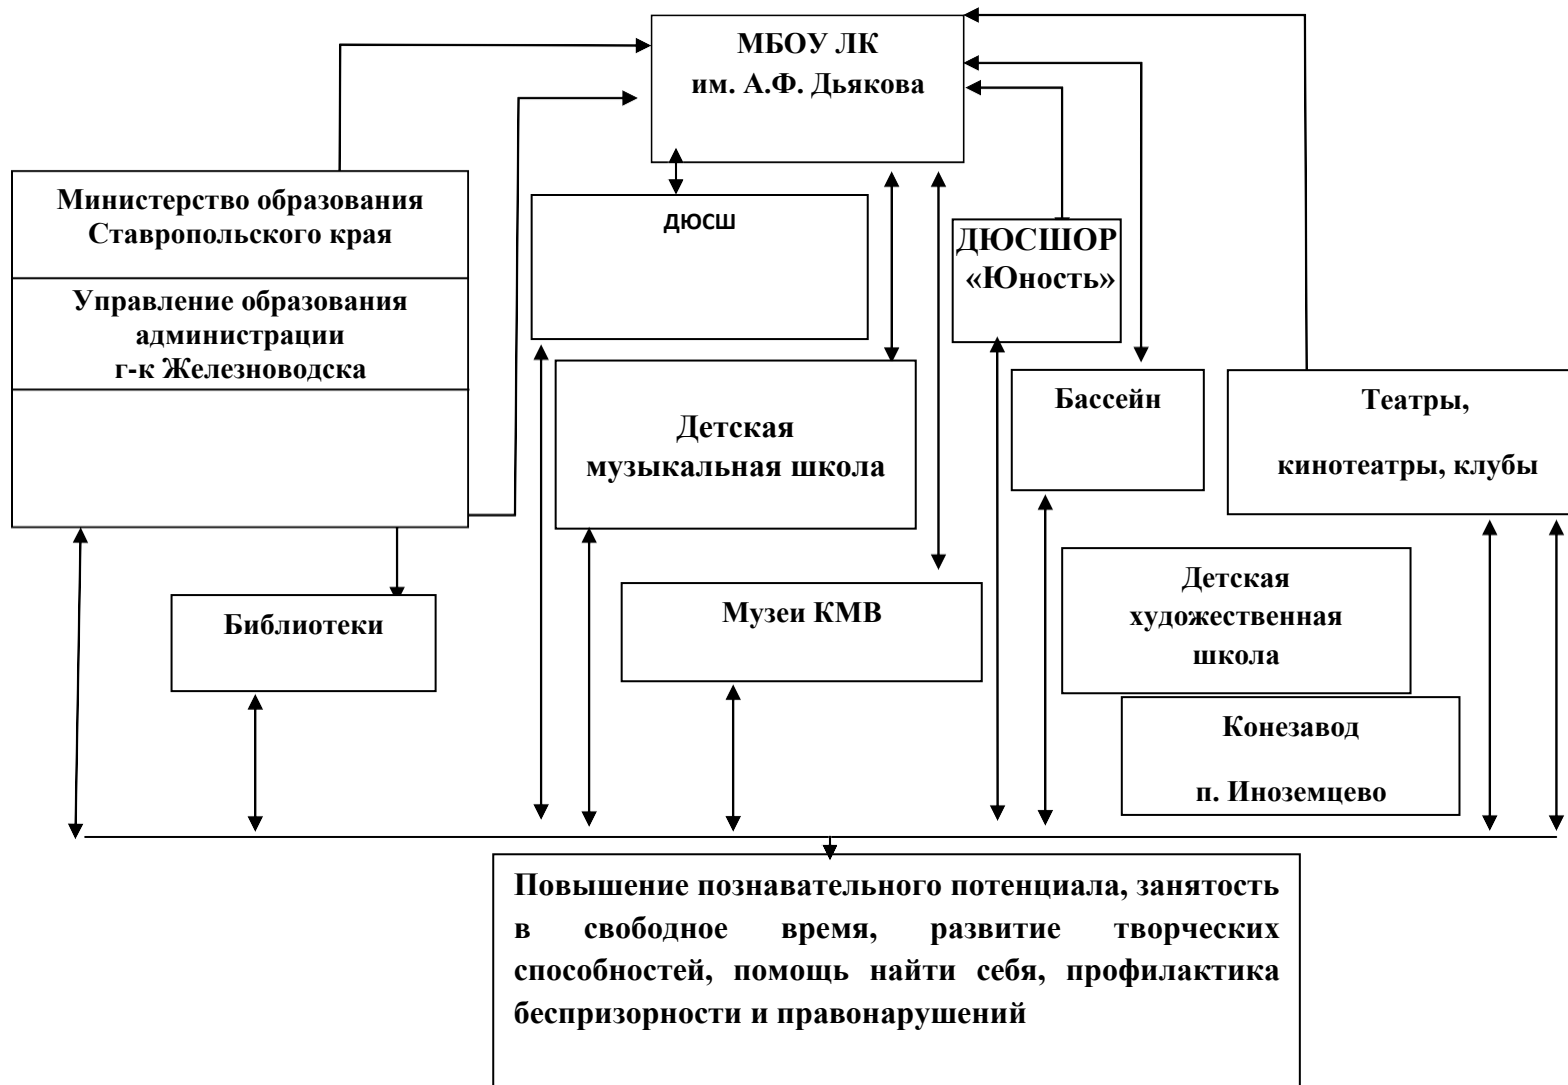 МБОУ ЛК
им. А.Ф. Дьякова
Министерство образования
Ставропольского края
Управление образования
администрации
г-к Железноводска
ДЮСШ
ДЮСШОР
«Юность»
Детская
музыкальная школа
Бассейн
Театры,
кинотеатры, клубы
Библиотеки
Музеи КМВ
Детская
художественная
школа
Конезавод
п. Иноземцево
Повышение познавательного потенциала, занятость
в свободное время, развитие творческих
способностей, помощь найти себя, профилактика
беспризорности и правонарушений